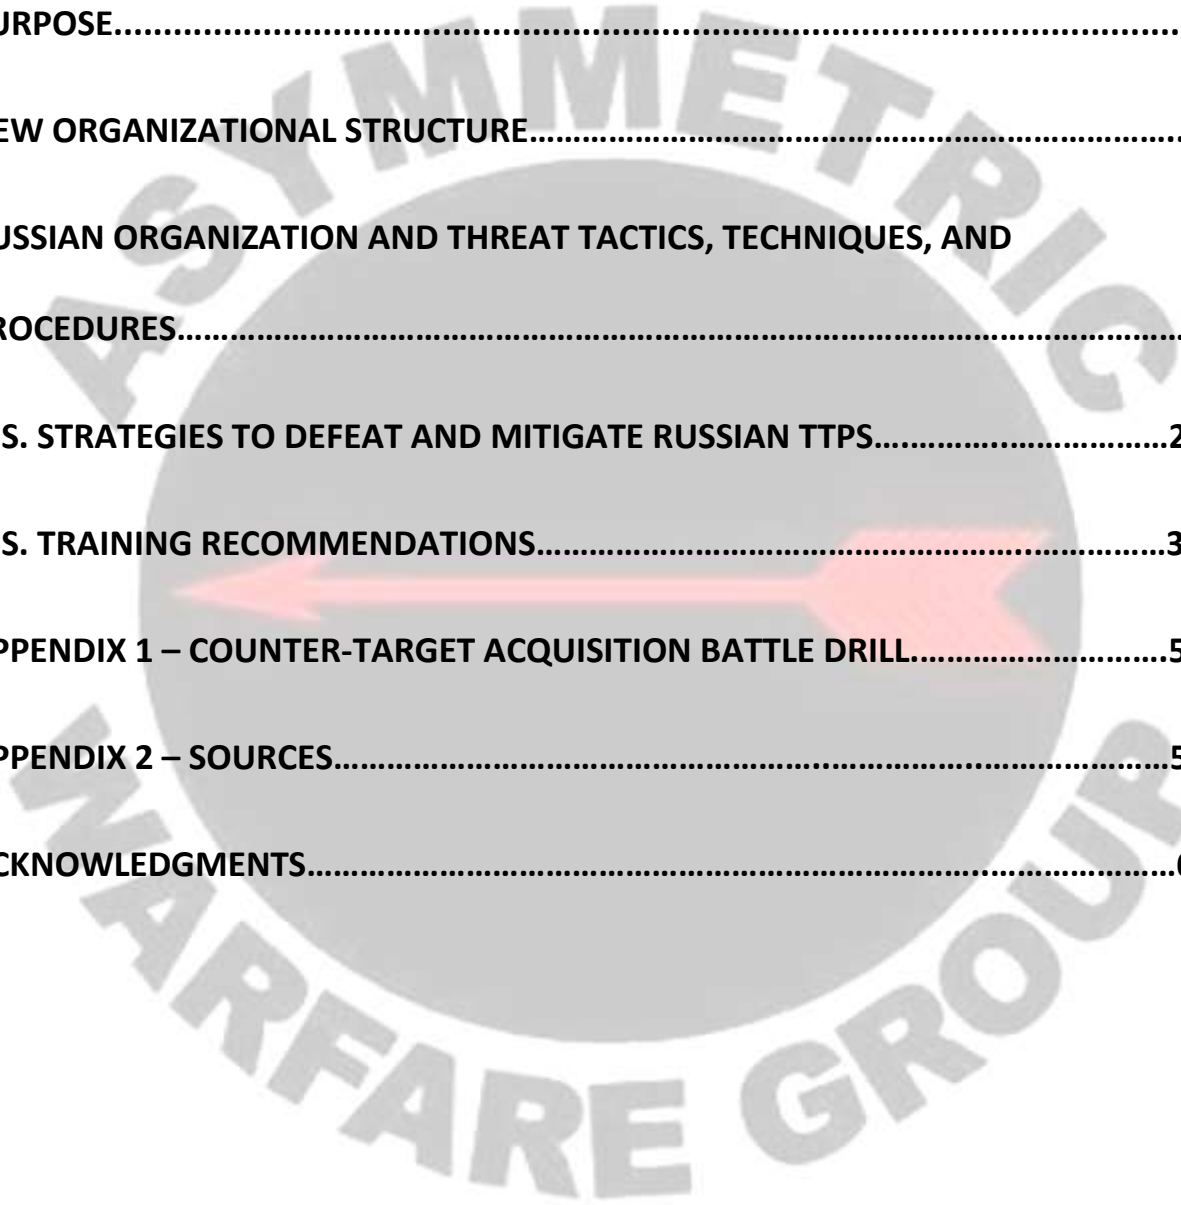 URPOSE..........................................................................................................
EW ORGANIZATIONAL STRUCTURE……………………………………………………………………….
USSIAN ORGANIZATION AND THREAT TACTICS, TECHNIQUES, AND
ROCEDURES…………………………………………………………………………………………………………….
.S. STRATEGIES TO DEFEAT AND MITIGATE RUSSIAN TTPS…………..……………2
.S. TRAINING RECOMMENDATIONS……………………………………………..…………3
PPENDIX 1 – COUNTER-TARGET ACQUISITION BATTLE DRILL.…………………….5
PPENDIX 2 – SOURCES……………………………………………..……………..………………5
CKNOWLEDGMENTS………………………………………………………………..………………
ASYMMETRIC
WARFARE GROUP